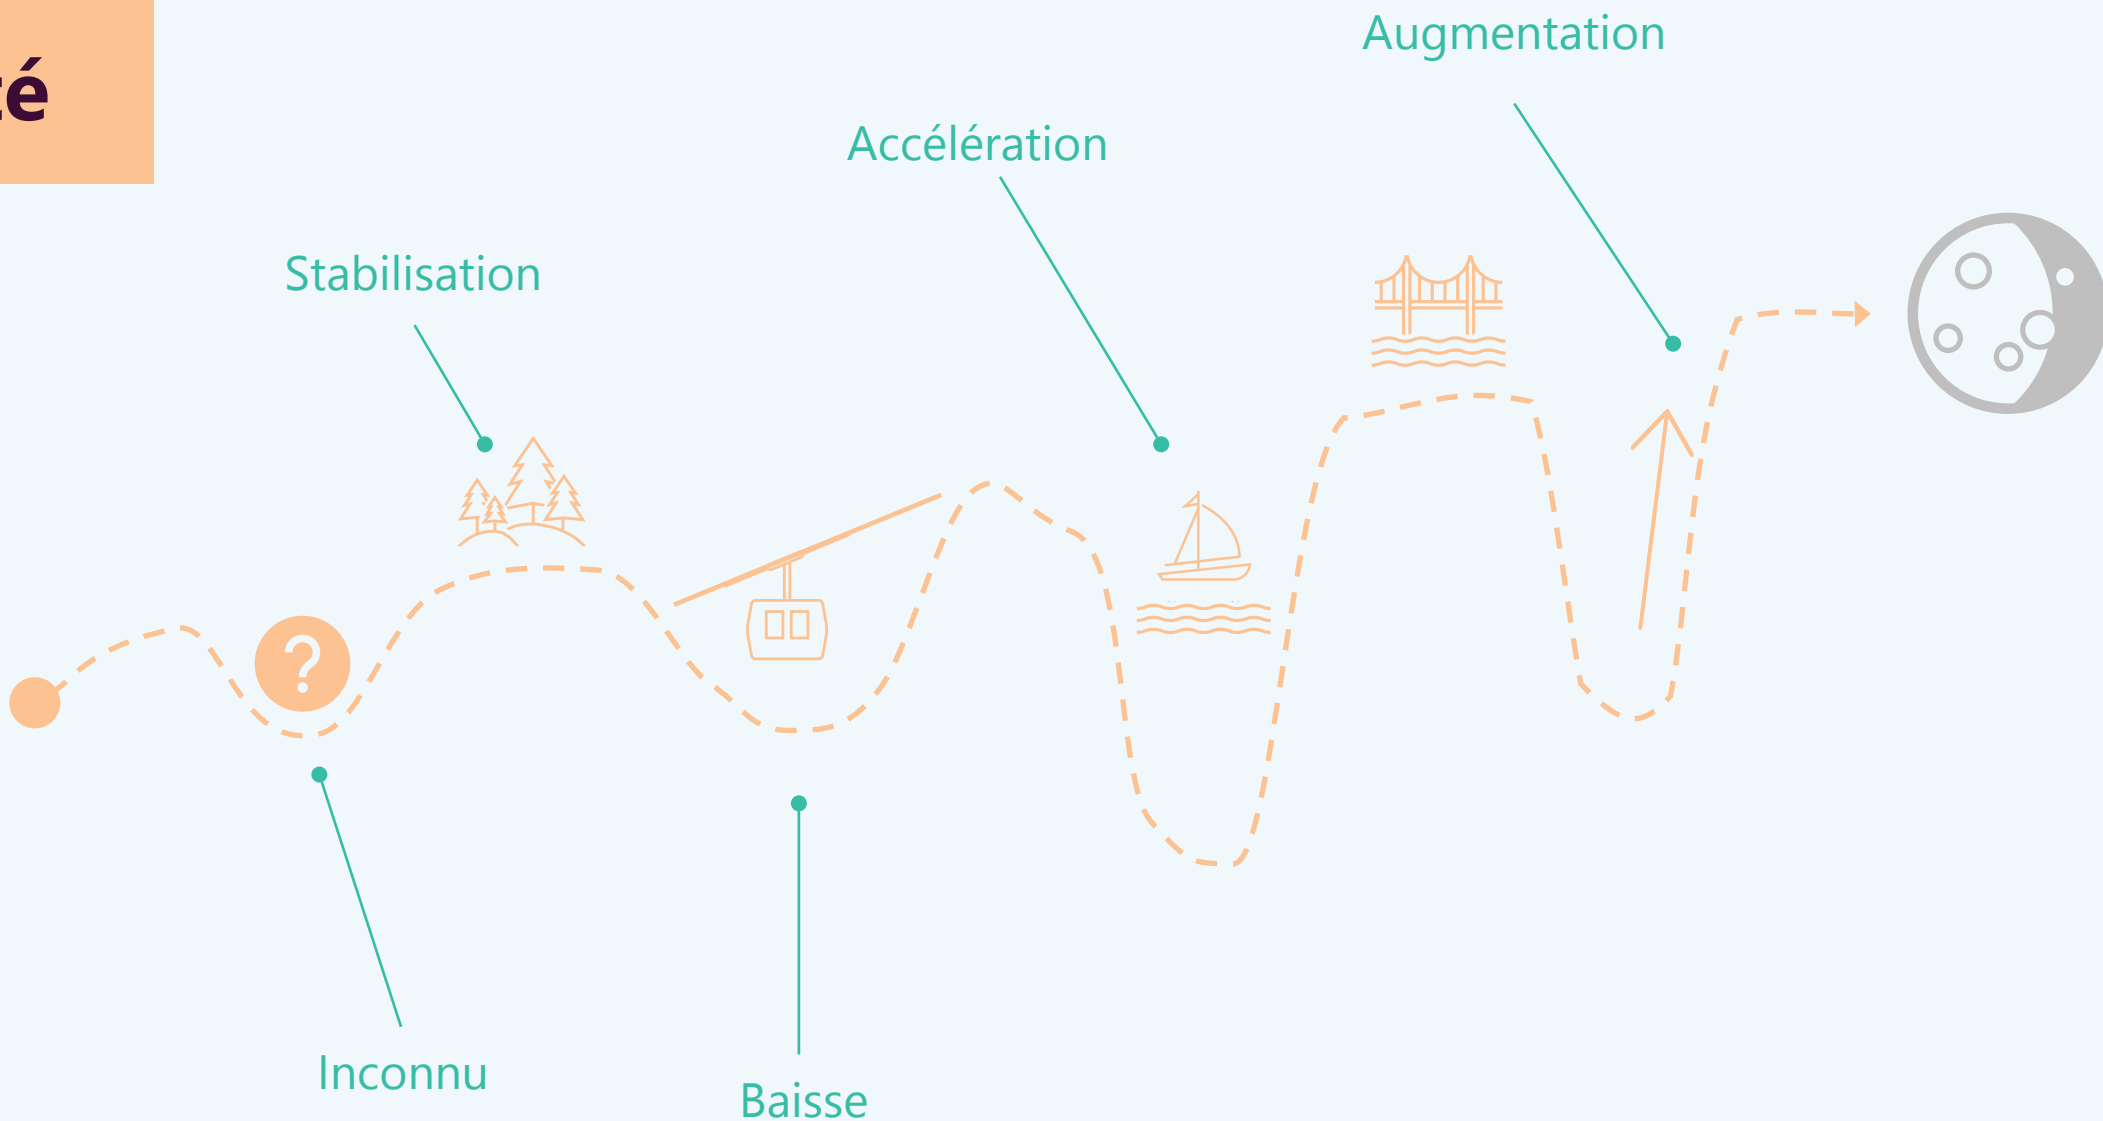 té
Augmentation
Accélération
Stabilisation
?
Inconnu
Baisse